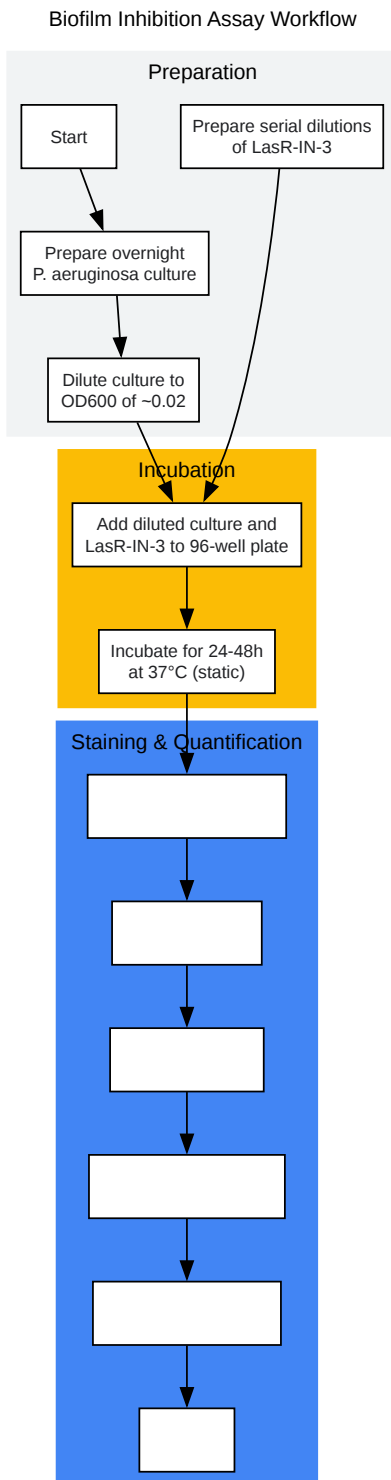 Biofilm Inhibition Assay Workflow
Preparation
Start
Prepare serial dilutions
of LasR-IN-3
Prepare overnight
P. aeruginosa culture
Dilute culture to
OD600 of ~0.02
Incubation
Add diluted culture and
LasR-IN-3 to 96-well plate
Incubate for 24-48h
at 37°C (static)
Staining & Quantification